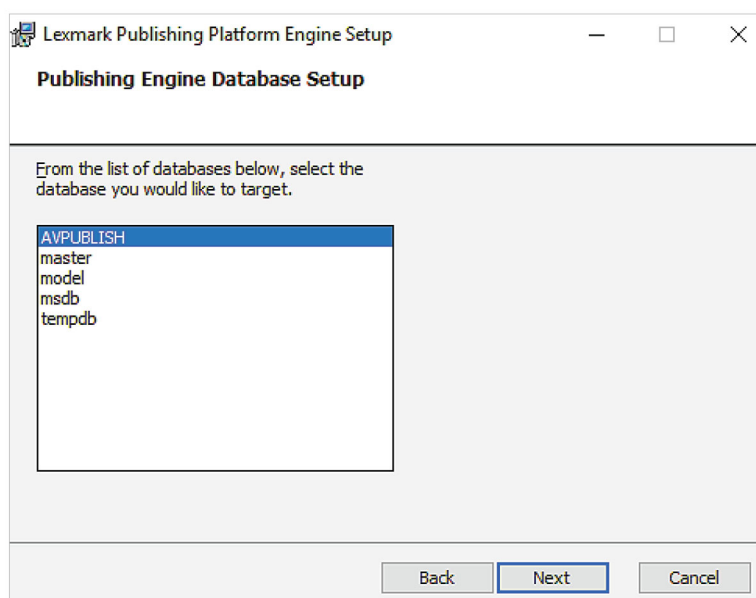 Lexmark Publishing Platform Engine Setup
Publishing Engine Database Setup
From the list of databases below, select the
database you would like to target.
AVPUBLISH
master
model
msdb
tempdb
Back
Next
Cancel